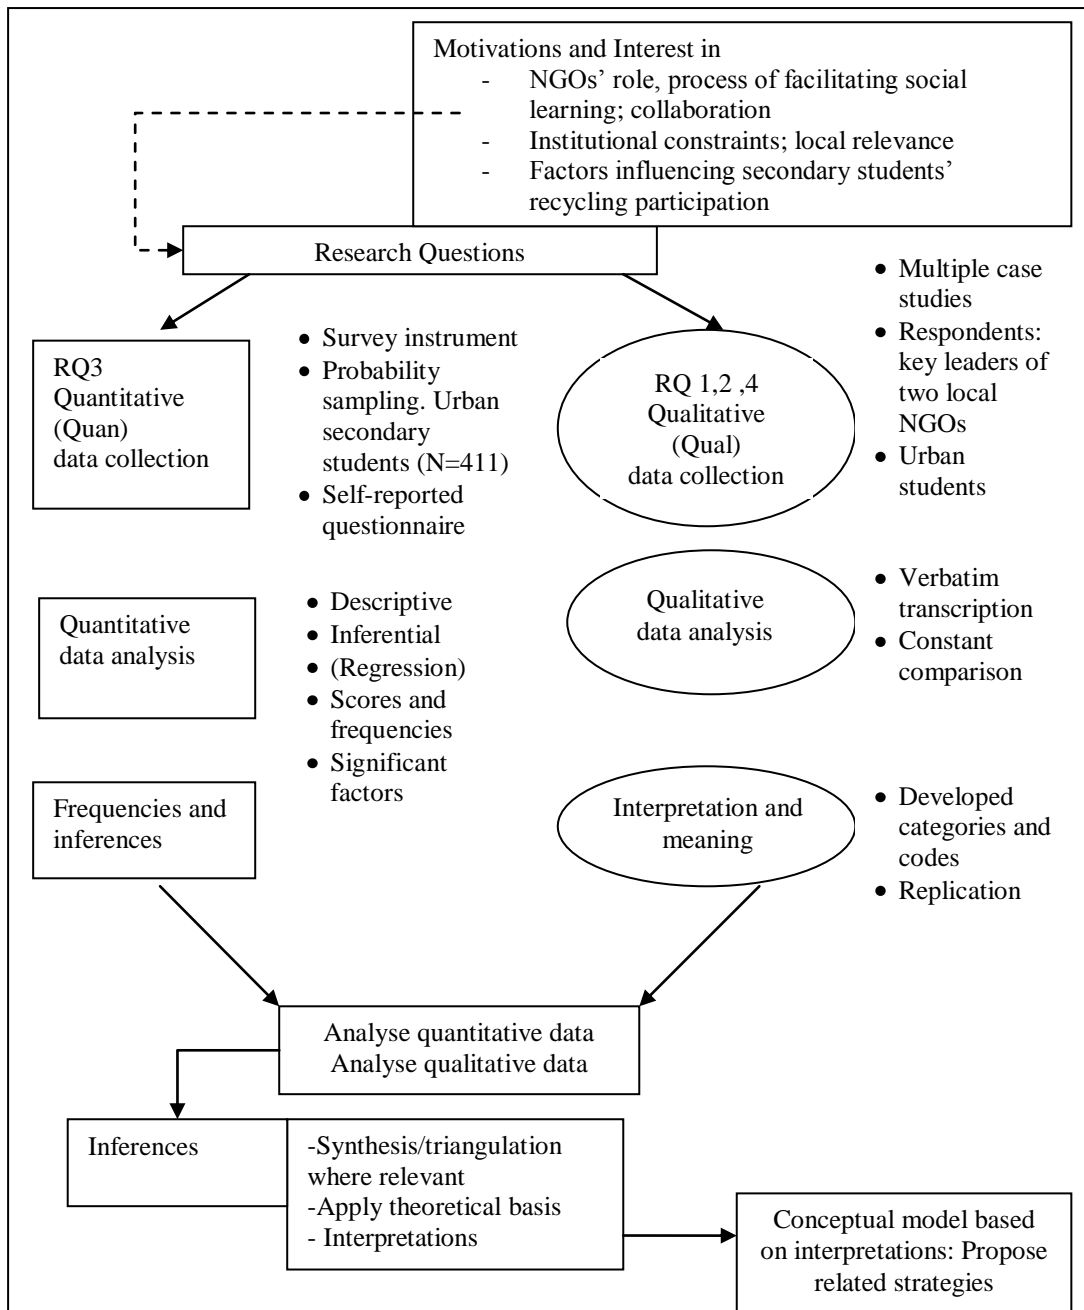 Motivations and Interest in
- NGOs’ role, process of facilitating social
learning; collaboration
- Institutional constraints; local relevance
- Factors influencing secondary students’
recycling participation
Research Questions
RQ3
Quantitative
(Quan)
data collection
● Survey instrument
● Probability
sampling. Urban
secondary
students (N=411)
● Self-reported
questionnaire
RQ 1,2 ,4
Qualitative
(Qual)
data collection
● Multiple case
studies
● Respondents:
key leaders of
two local
NGOs
● Urban
students
Quantitative
data analysis
● Descriptive
● Inferential
● (Regression)
● Scores and
frequencies
● Significant
factors
Qualitative
data analysis
● Verbatim
transcription
● Constant
comparison
Frequencies and
inferences
Interpretation and
meaning
● Developed
categories and
codes
● Replication
Analyse quantitative data
Analyse qualitative data
Inferences
-Synthesis/triangulation
where relevant
-Apply theoretical basis
- Interpretations
Conceptual model based
on interpretations: Propose
related strategies